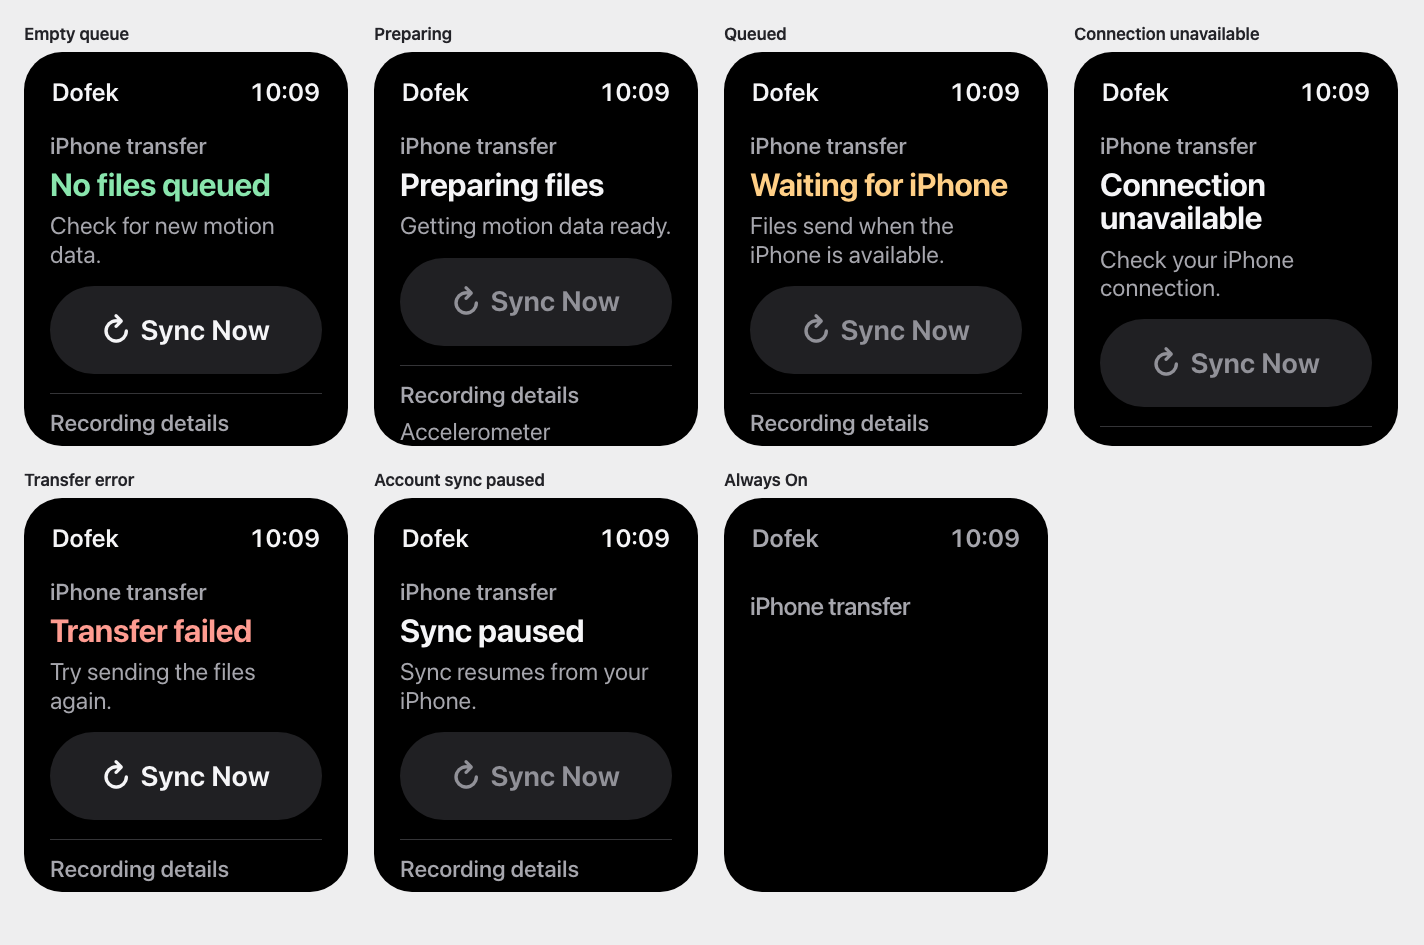 Empty queue
Dofek 10:09
iPhone transfer
No files queued
Check for new motion
data.
Sync Now
Recording details
Preparing
Dofek 10:09
iPhone transfer
Preparing files
Getting motion data ready.
Sync Now
Recording details
Accelerometer
Queued
Dofek 10:09
iPhone transfer
Waiting for iPhone
Files send when the
iPhone is available.
Sync Now
Recording details
Connection unavailable
Dofek 10:09
iPhone transfer
Connection
unavailable
Check your iPhone
connection.
Sync Now
Transfer error
Dofek 10:09
iPhone transfer
Transfer failed
Try sending the files
again.
Sync Now
Recording details
Account sync paused
Dofek 10:09
iPhone transfer
Sync paused
Sync resumes from your
iPhone.
Sync Now
Recording details
Always On
Dofek 10:09
iPhone transfer